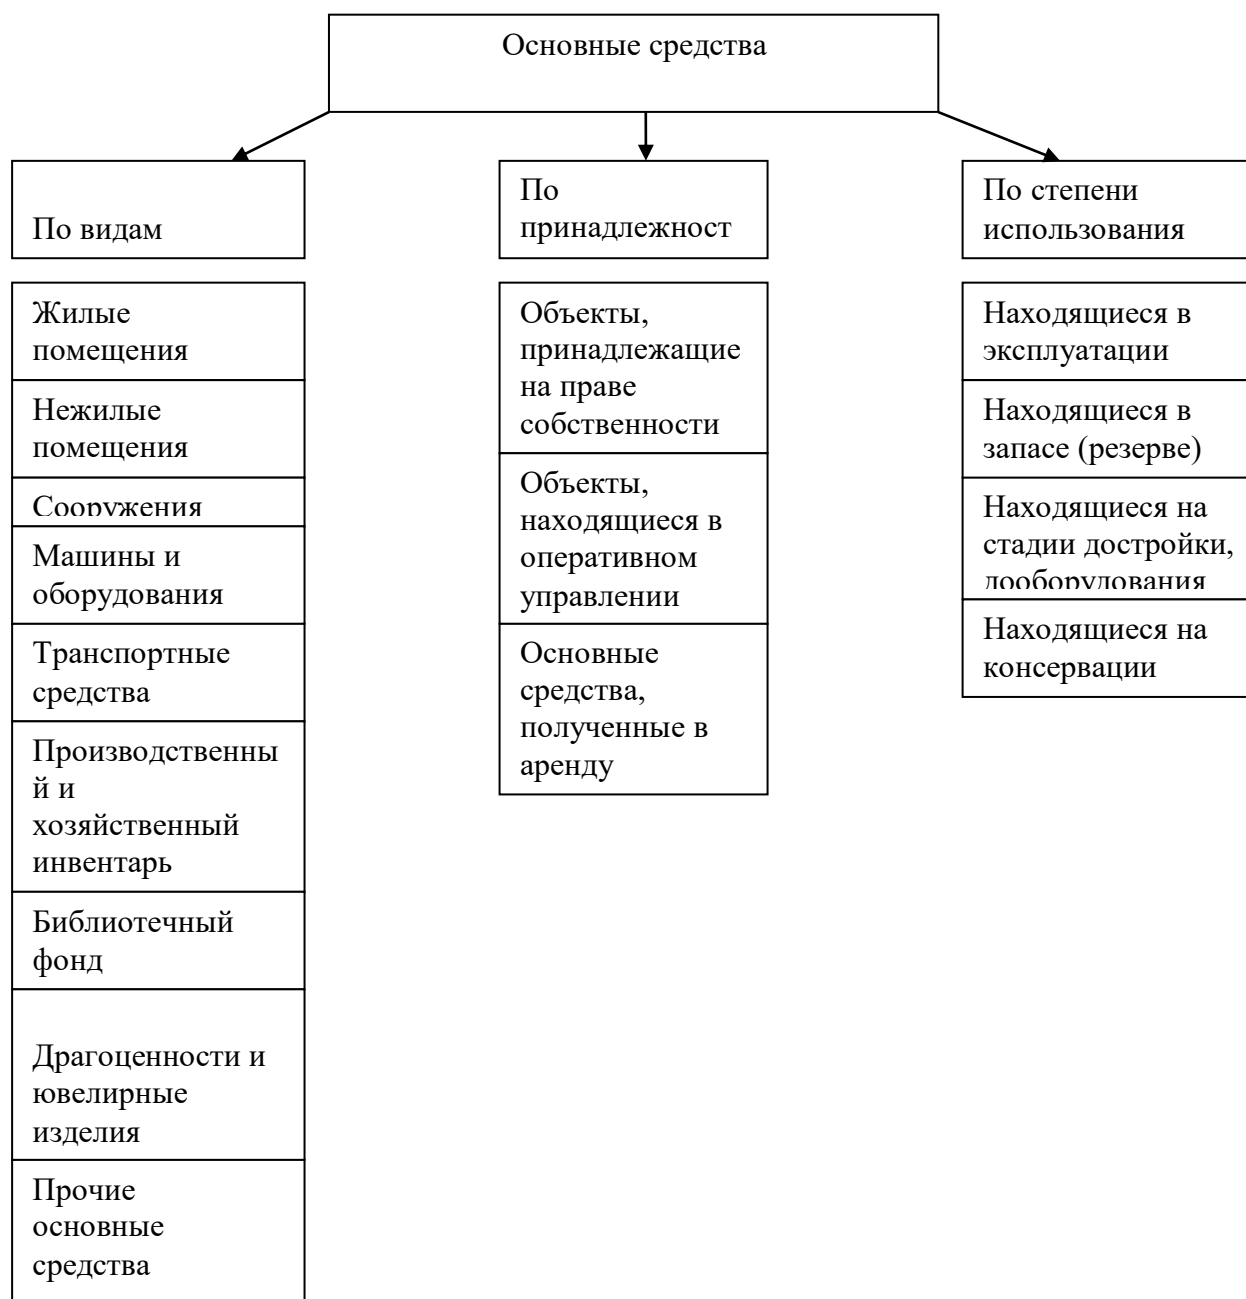 Основные средства
По видам
По
принадлежност
По степени
использования
Жилые
помещения
Нежилые
помещения
Сооружения
Машины и
оборудования
Транспортные
средства
Производственны
й и
хозяйственный
инвентарь
Библиотечный
фонд
Драгоценности и
ювелирные
изделия
Прочие
основные
средства
Объекты,
принадлежащие
на праве
собственности
Объекты,
находящиеся в
оперативном
управлении
Основные
средства,
полученные в
аренду
Находящиеся в
эксплуатации
Находящиеся в
запасе (резерве)
Находящиеся на
стадии достройки,
дооборудования
Находящиеся на
консервации